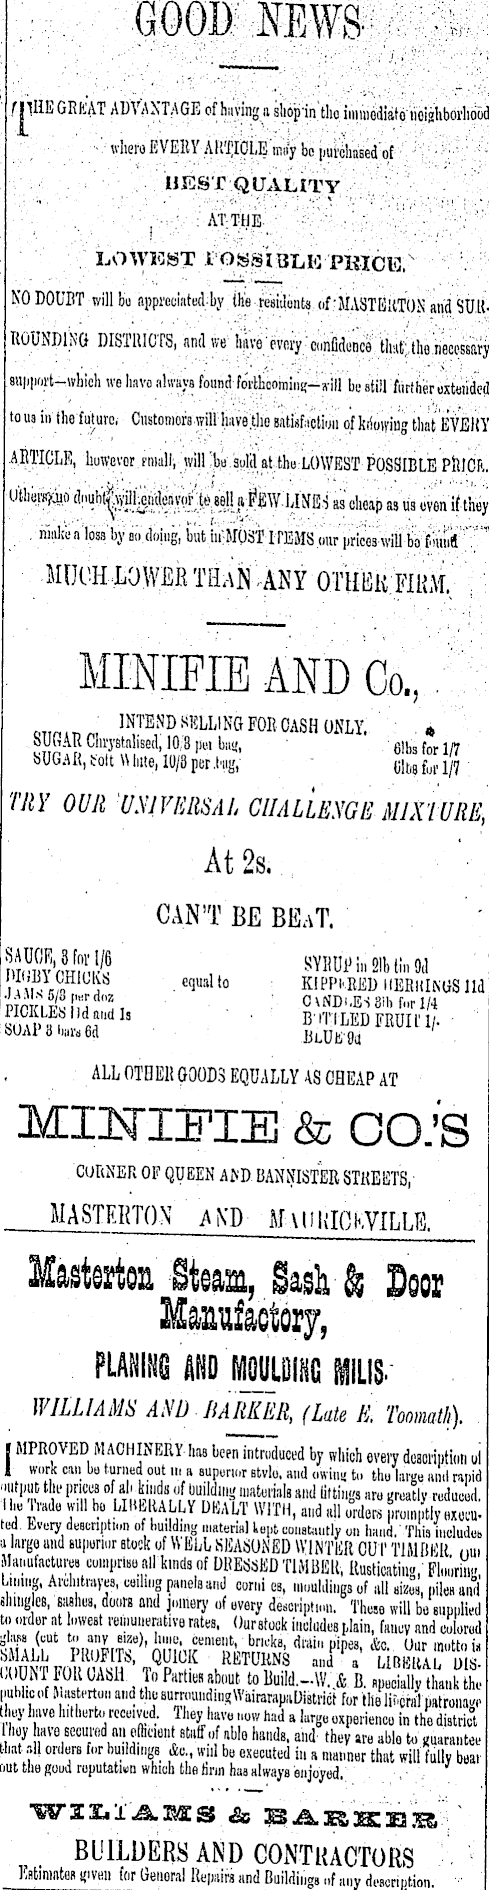 GOOD NEWS
THE GREAT ADVANTAGE of having a shop in the immediate neighborhood
where EVERY ARTICLE may be purchased of
BEST QUALITY
AT THE
LOWEST POSSIBLE PRICE,
NO DOUBT will be appreciated by the residents of MASTERTON and SUR-
ROUNDING DISTRICTS, and we have every confidence that the necessary
support—which we have always found forthcoming—will be still further extended
to us in the future. Customers will have the satisfaction of knowing that EVERY
ARTICLE, however small, will be sold at the LOWEST POSSIBLE PRICE.
Others, no doubt, will endeavor to sell a FEW LINES as cheap as us even if they
make a loss by so doing, but in MOST ITEMS our prices will be found
MUCH LOWER THAN ANY OTHER FIRM.
MINIFIE AND Co.,
INTEND SELLING FOR CASH ONLY.
SUGAR Chrystalised, 10/3 per bag, 6lbs for 1/7
SUGAR, Soft White, 10/3 per bag, 6lbs for 1/7
TRY OUR UNIVERSAL CHALLENGE MIXTURE,
At 2s.
CAN'T BE BEAT.
SAUCE, 3 for 1/6 SYRUP in 2lb tin 9d
DIGBY CHICKS equal to KIPPERED HERRINGS 11d
JAMS 5/3 per doz CANDLES 3lb for 1/4
PICKLES 11d and 1s BOTTLED FRUIT 1/-
SOAP 3 bars 6d BLUE 9d
ALL OTHER GOODS EQUALLY AS CHEAP AT
MINIFIE & CO.'S
CORNER OF QUEEN AND BANNISTER STREETS,
MASTERTON AND MAURICEVILLE.
Masterton Steam, Sash & Door
Manufactory,
PLANING AND MOULDING MILLS.
WILLIAMS AND BARKER, (Late E. Toomath).
IMPROVED MACHINERY has been introduced by which every description of
work can be turned out in a superior style, and owing to the large and rapid
output the prices of all kinds of building materials and fittings are greatly reduced.
The Trade will be LIBERALLY DEALT WITH, and all orders promptly execu-
ted. Every description of building material kept constantly on hand. This includes
a large and superior stock of WELL SEASONED WINTER CUT TIMBER. Our
Manufactures comprise all kinds of DRESSED TIMBER, Rusticating, Flooring,
Lining, Architrayes, ceiling panels and cornices, mouldings of all sizes, piles and
shingles, sashes, doors and joinery of every description. These will be supplied
to order at lowest remunerative rates. Our stock includes plain, fancy and colored
glass (cut to any size), lime, cement, bricks, drain pipes, &c. Our motto is
SMALL PROFITS, QUICK RETURNS and a LIBERAL DIS-
COUNT FOR CASH. To Parties about to Build.—W. & B. specially thank the
public of Masterton and the surrounding Wairarapa District for the liberal patronage
they have hitherto received. They have now had a large experience in the district
They have secured an efficient staff of able hands, and they are able to guarantee
that all orders for buildings &c., will be executed in a manner that will fully bear
out the good reputation which the firm has always enjoyed.
WILLIAMS & BARKER
BUILDERS AND CONTRACTORS
Estimates given for General Repairs and Buildings of any description.